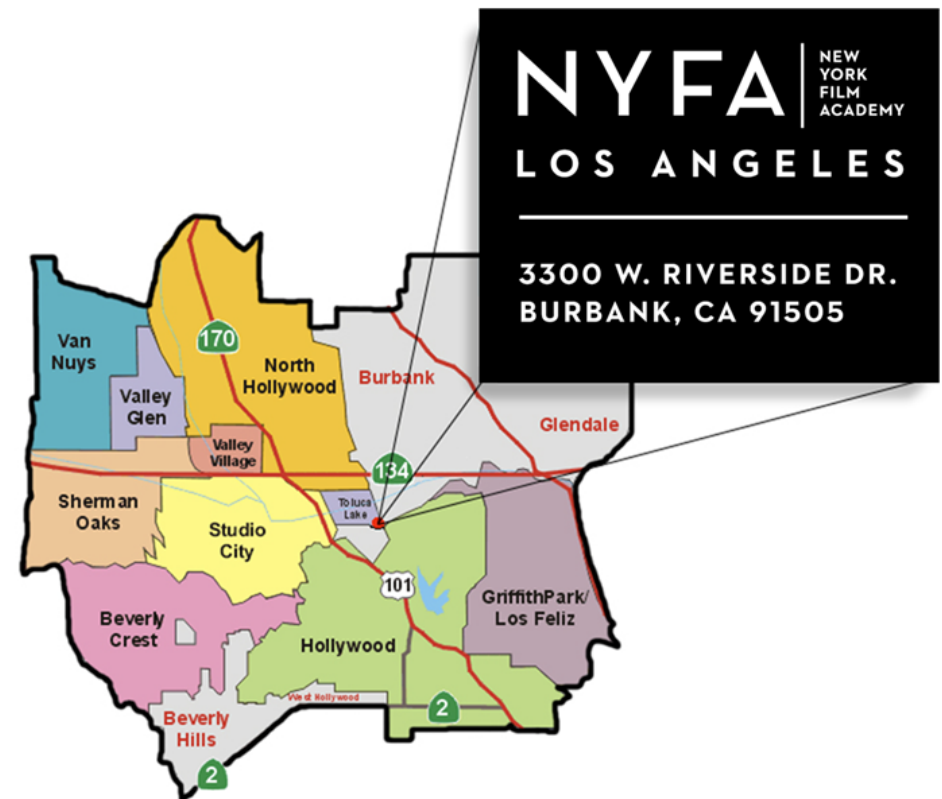 NYFA
NEW
YORK
FILM
ACADEMY
LOS ANGELES
3300 W. RIVERSIDE DR.
BURBANK, CA 91505
170
Van
Nuys
North
Hollywood
Burbank
Valley
Glen
Glendale
Valley
Village
134
Sherman
Oaks
Toluca
Lake
Studio
City
101
GriffithPark/
Los Feliz
Beverly
Crest
Hollywood
West Hollywood
2
Beverly
Hills
2